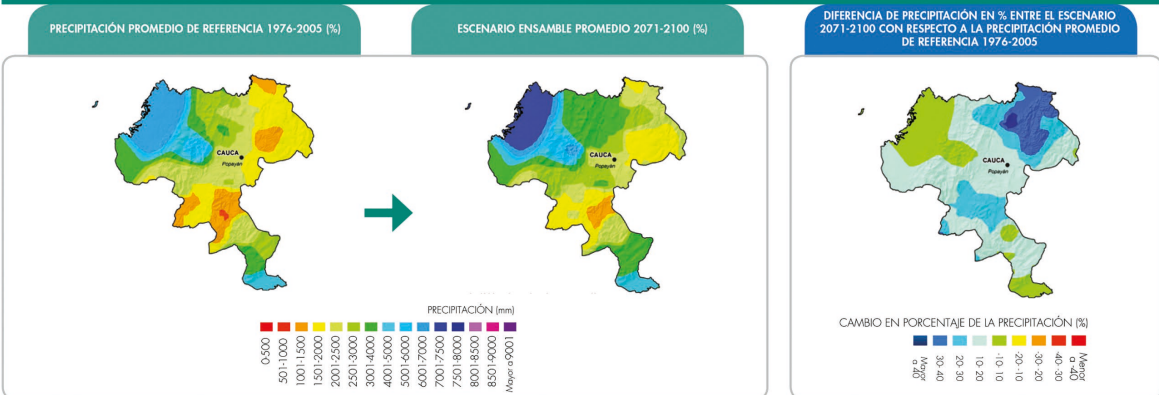 PRECIPITACIÓN PROMEDIO DE REFERENCIA 1976-2005 (%)
ESCENARIO ENSAMBLE PROMEDIO 2071-2100 (%)
DIFERENCIA DE PRECIPITACIÓN EN % ENTRE EL ESCENARIO
2071-2100 CON RESPECTO A LA PRECIPITACIÓN PROMEDIO
DE REFERENCIA 1976-2005
CAUCA
Popayán
CAUCA
Popayán
CAUCA
Popayán
PRECIPITACIÓN (mm)
0-500
501-1000
1001-1500
1501-2000
2001-2500
2501-3000
3001-4000
4001-5000
5001-6000
6001-7000
7001-7500
7501-8000
8001-8500
8501-9000
Mayor a 9001
CAMBIO EN PORCENTAJE DE LA PRECIPITACIÓN (%)
Mayor
a 40
30-40
20-30
10-20
-10-10
-20-10
-30-20
-40-30
Menor
a -40